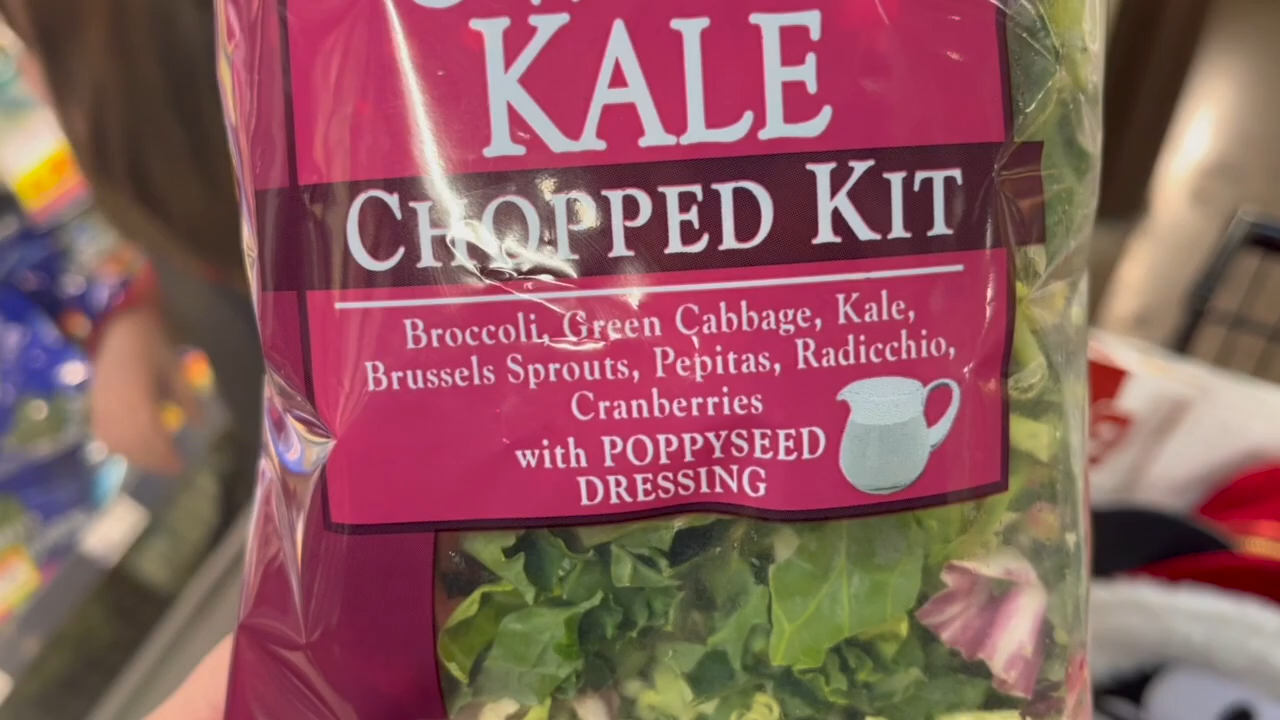 KALE
CHOPPED KIT
Broccoli, Green Cabbage, Kale,
Brussels Sprouts, Pepitas, Radicchio,
Cranberries
with POPPYSEED
DRESSING